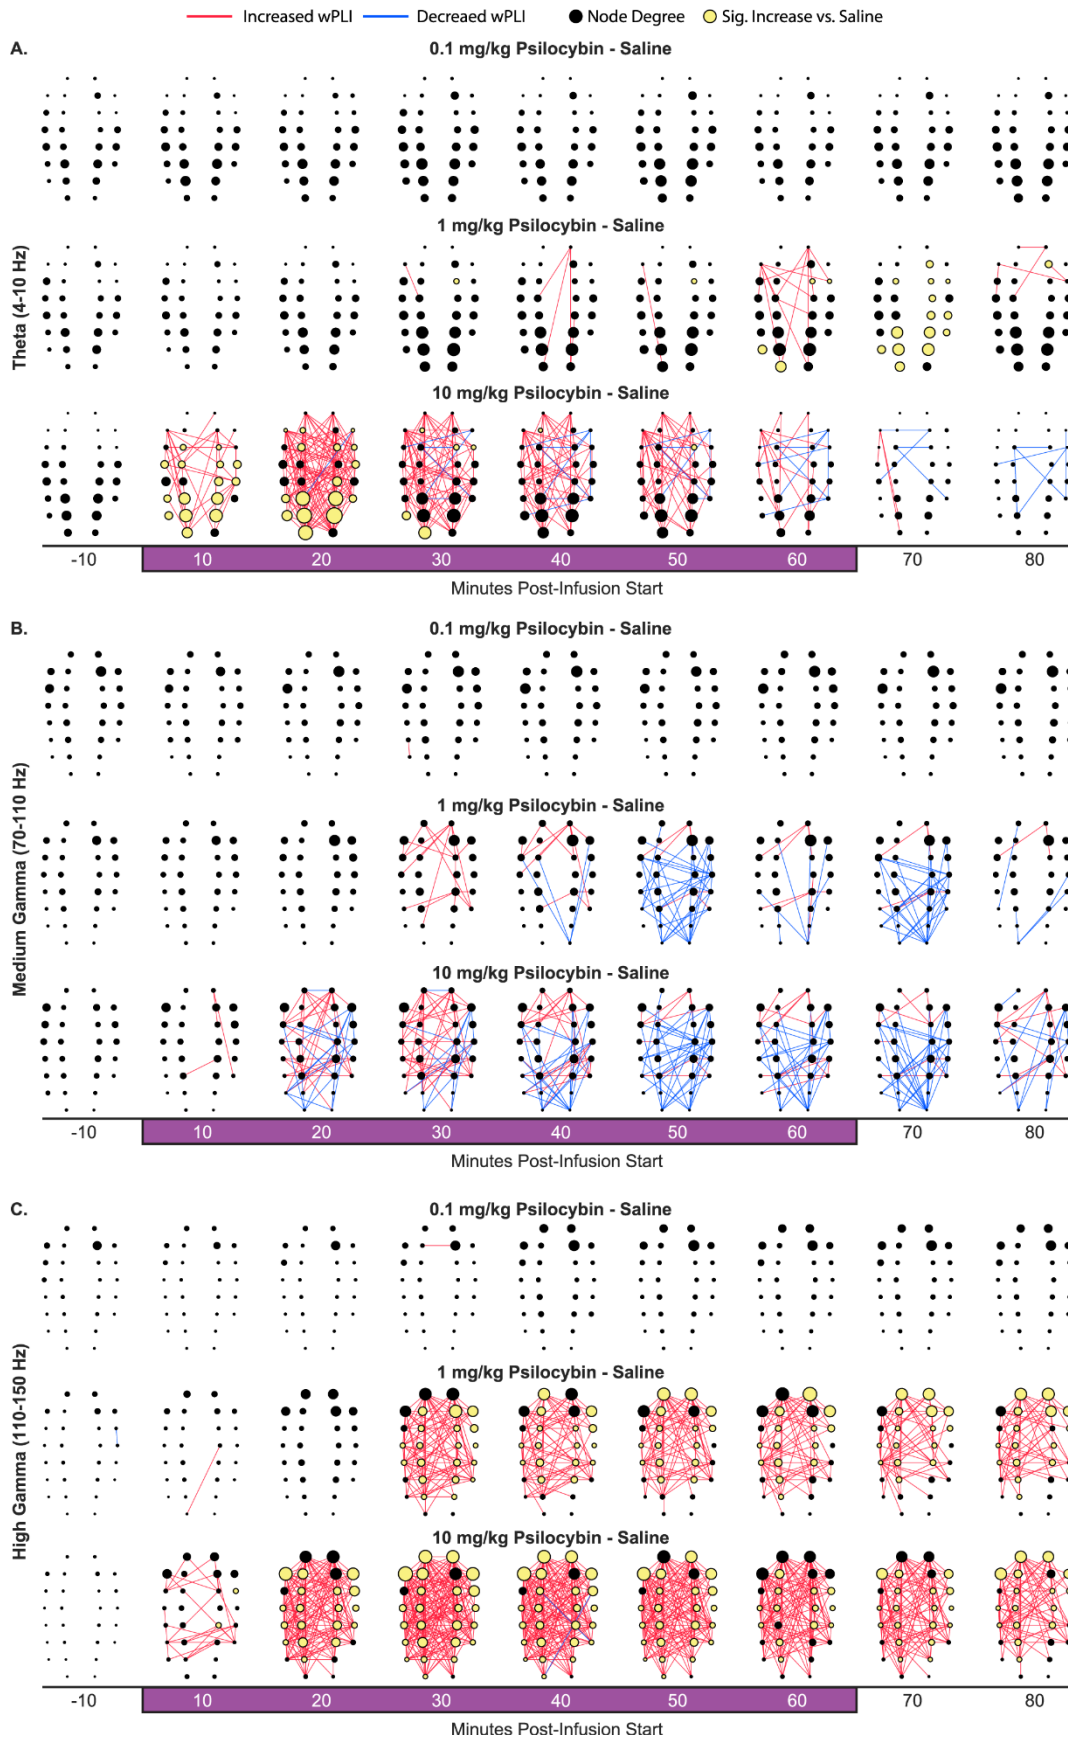 Increased wPLI Decreaed wPLI Node Degree Sig. Increase vs. Saline
A.
0.1 mg/kg Psilocybin - Saline
1 mg/kg Psilocybin - Saline
Theta (4-10 Hz)
10 mg/kg Psilocybin - Saline
-10 10 20 30 40 50 60 70 80
Minutes Post-Infusion Start
B.
0.1 mg/kg Psilocybin - Saline
1 mg/kg Psilocybin - Saline
Medium Gamma (70-110 Hz)
10 mg/kg Psilocybin - Saline
-10 10 20 30 40 50 60 70 80
Minutes Post-Infusion Start
C.
0.1 mg/kg Psilocybin - Saline
1 mg/kg Psilocybin - Saline
High Gamma (110-150 Hz)
10 mg/kg Psilocybin - Saline
-10 10 20 30 40 50 60 70 80
Minutes Post-Infusion Start